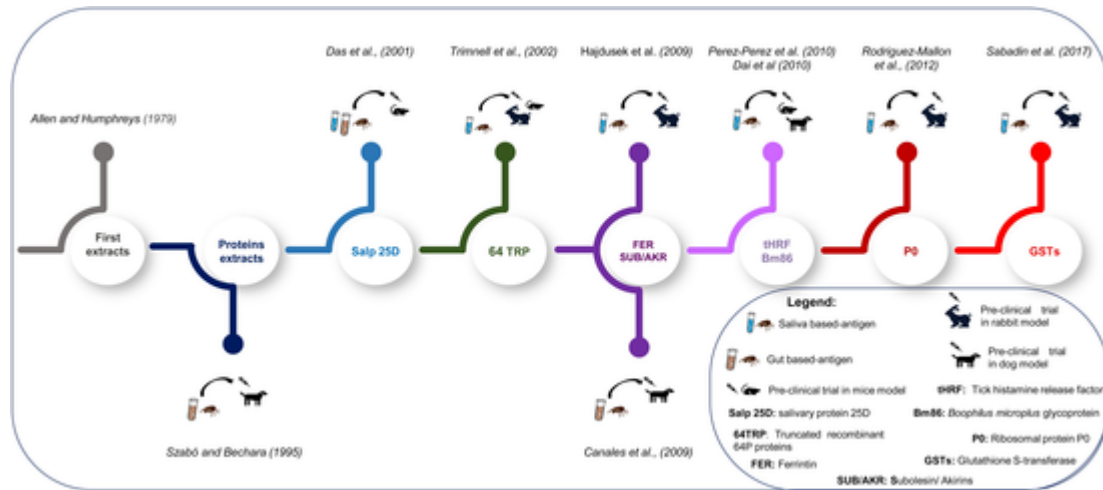 Das et al., (2001)
Trimnell et al., (2002)
Hajdusek et al. (2009)
Perez-Perez et al. (2010)
Dai et al (2010)
Rodriguez-Mallon
et al., (2012)
Sabadin et al. (2017)
Allen and Humphreys (1979)
First
extracts
Proteins
extracts
Salp 25D
64 TRP
FER
SUB/AKR
tHRF
Bm86
P0
GSTs
Szabó and Bechara (1995)
Canales et al., (2009)
Legend:
Saliva based-antigen
Pre-clinical trial
in rabbit model
Gut based-antigen
Pre-clinical trial
in dog model
Pre-clinical trial in mice model
tHRF: Tick histamine release factor
Salp 25D: salivary protein 25D
Bm86: Boophilus microplus glycoprotein
64TRP: Truncated recombinant
64P proteins
P0: Ribosomal protein P0
FER: Ferrintin
GSTs: Glutathione S-transferase
SUB/AKR: Subolesin/ Akirins